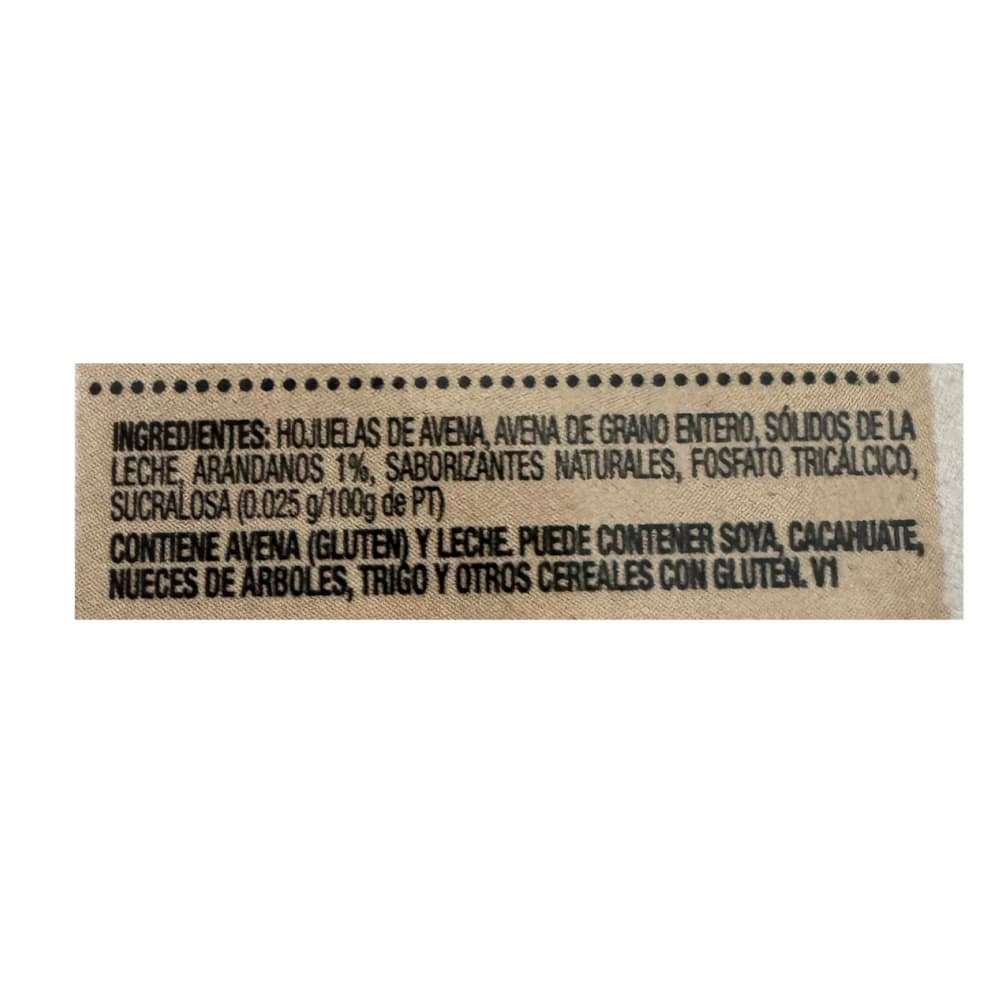 INGREDIENTES: HOJUELAS DE AVENA, AVENA DE GRANO ENTERO, SÓLIDOS DE LA
LECHE, ARÁNDANOS 1%, SABORIZANTES NATURALES, FOSFATO TRICÁLCICO,
SUCRALOSA (0.025 g/100g de PT)
CONTIENE AVENA (GLUTEN) Y LECHE. PUEDE CONTENER SOYA, CACAHUATE,
NUECES DE ÁRBOLES, TRIGO Y OTROS CEREALES CON GLUTEN. V1